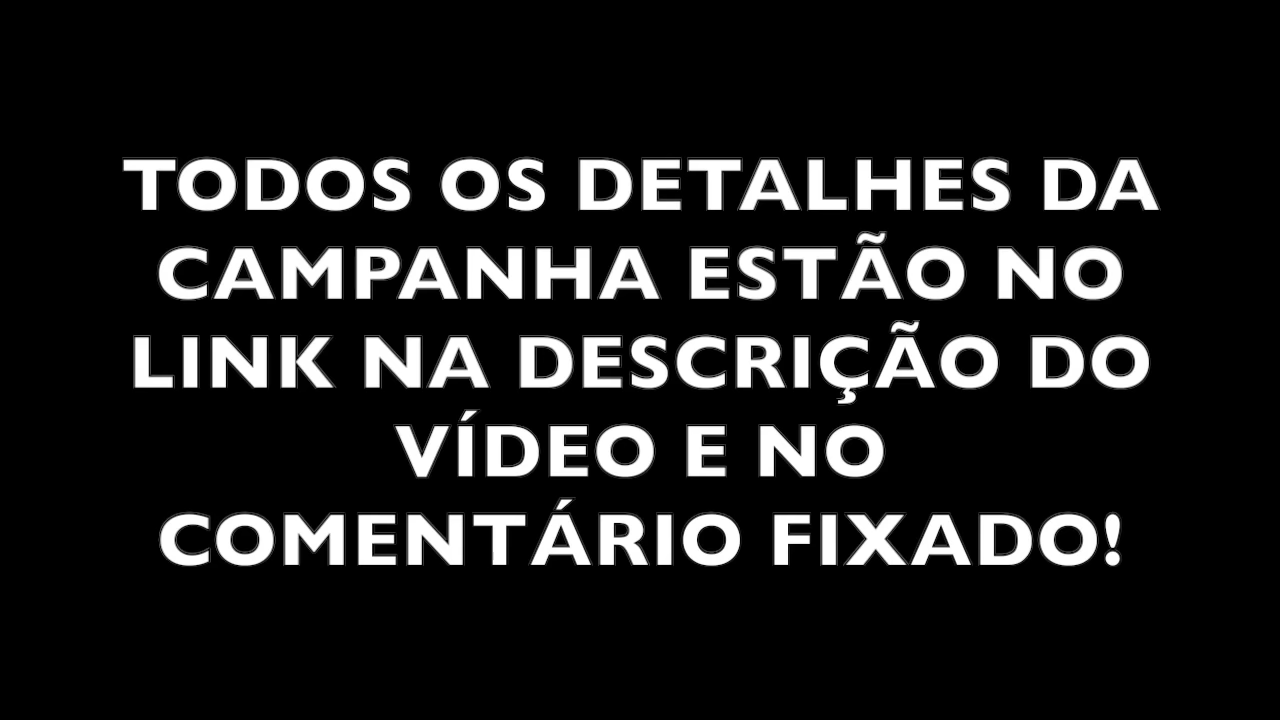 TODOS OS DETALHES DA
CAMPANHA ESTÃO NO
LINK NA DESCRIÇÃO DO
VÍDEO E NO
COMENTÁRIO FIXADO!